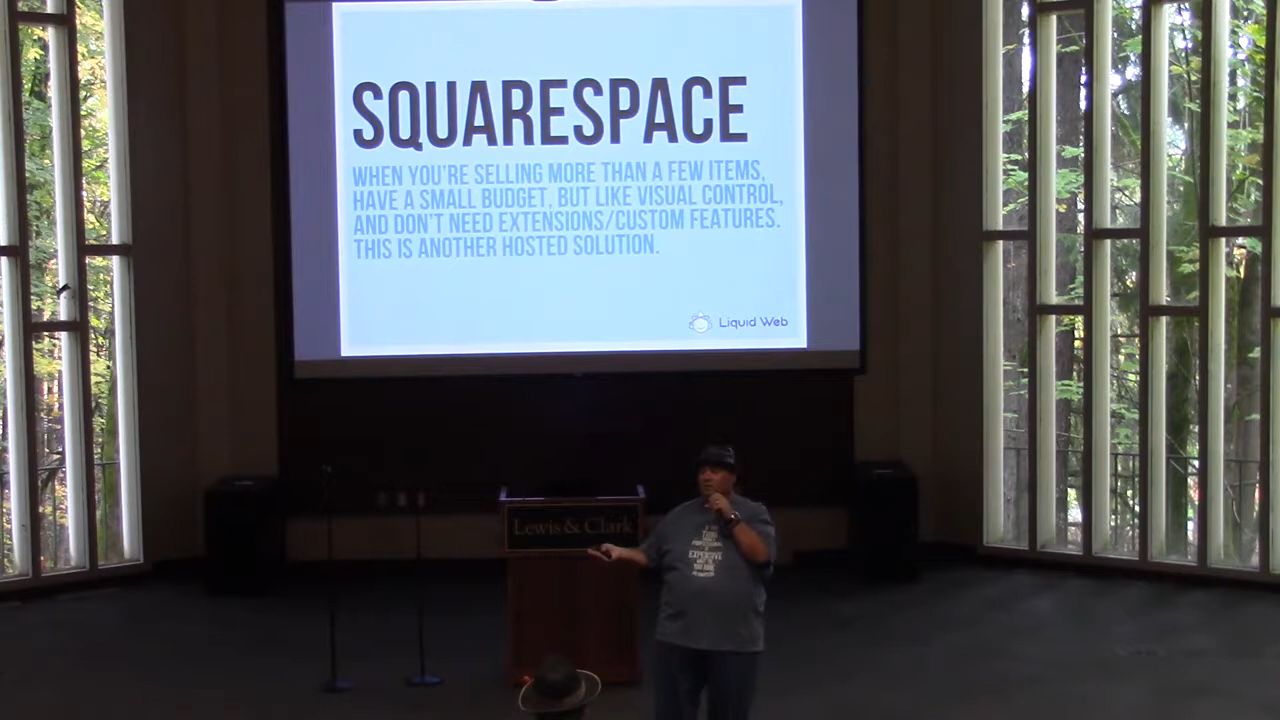 SQUARESPACE
WHEN YOU'RE SELLING MORE THAN A FEW ITEMS,
HAVE A SMALL BUDGET, BUT LIKE VISUAL CONTROL,
AND DON'T NEED EXTENSIONS/CUSTOM FEATURES.
THIS IS ANOTHER HOSTED SOLUTION.
Liquid Web
Lewis & Clark
PROFESSIONAL
EXPENSIVE